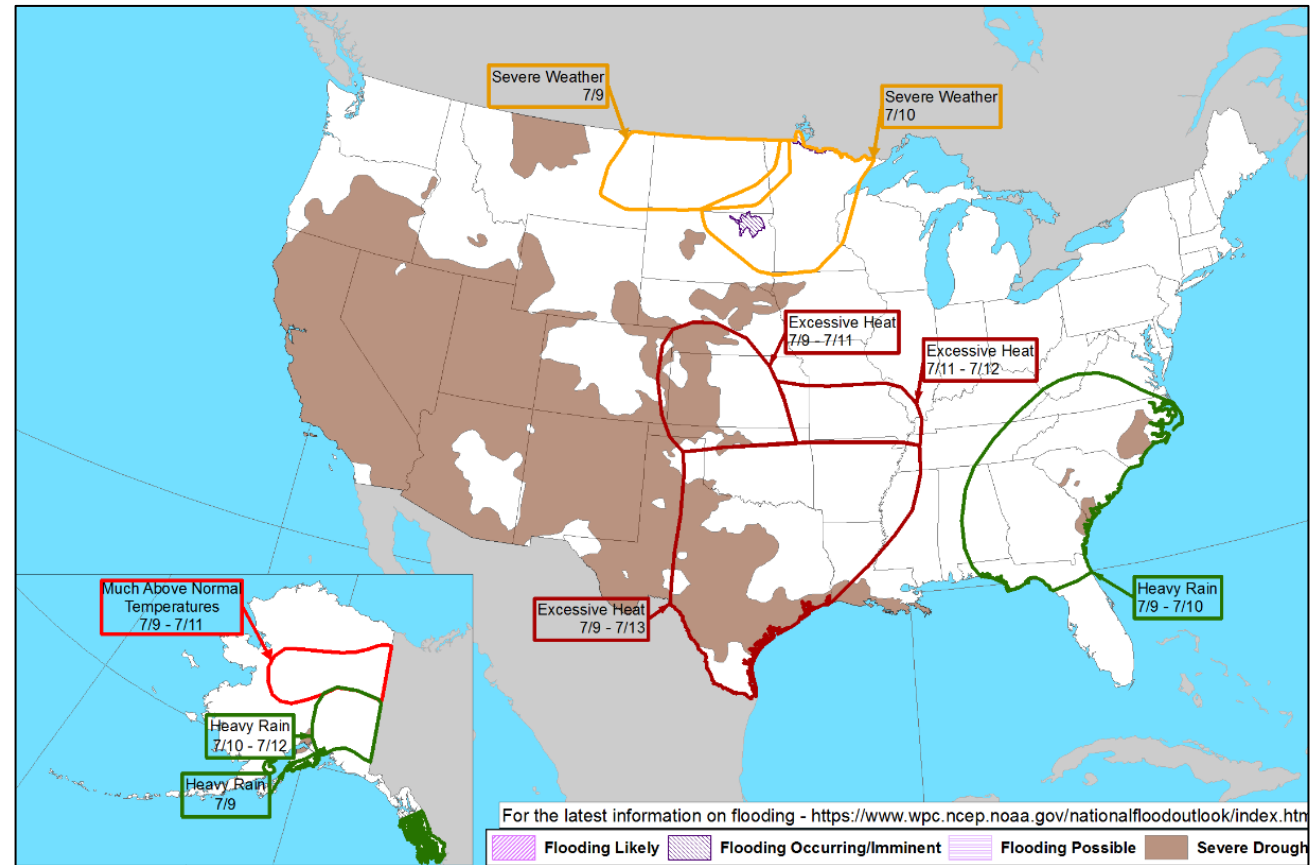 Severe Weather
7/9
Severe Weather
7/10
Excessive Heat
7/9 - 7/11
Excessive Heat
7/11 - 7/12
Much Above Normal
Temperatures
7/9 - 7/11
Excessive Heat
7/9 - 7/13
Heavy Rain
7/9 - 7/10
Heavy Rain
7/10 - 7/12
Heavy Rain
7/9
For the latest information on flooding - https://www.wpc.ncep.noaa.gov/nationalfloodoutlook/index.htm
Flooding Likely
Flooding Occurring/Imminent
Flooding Possible
Severe Drough